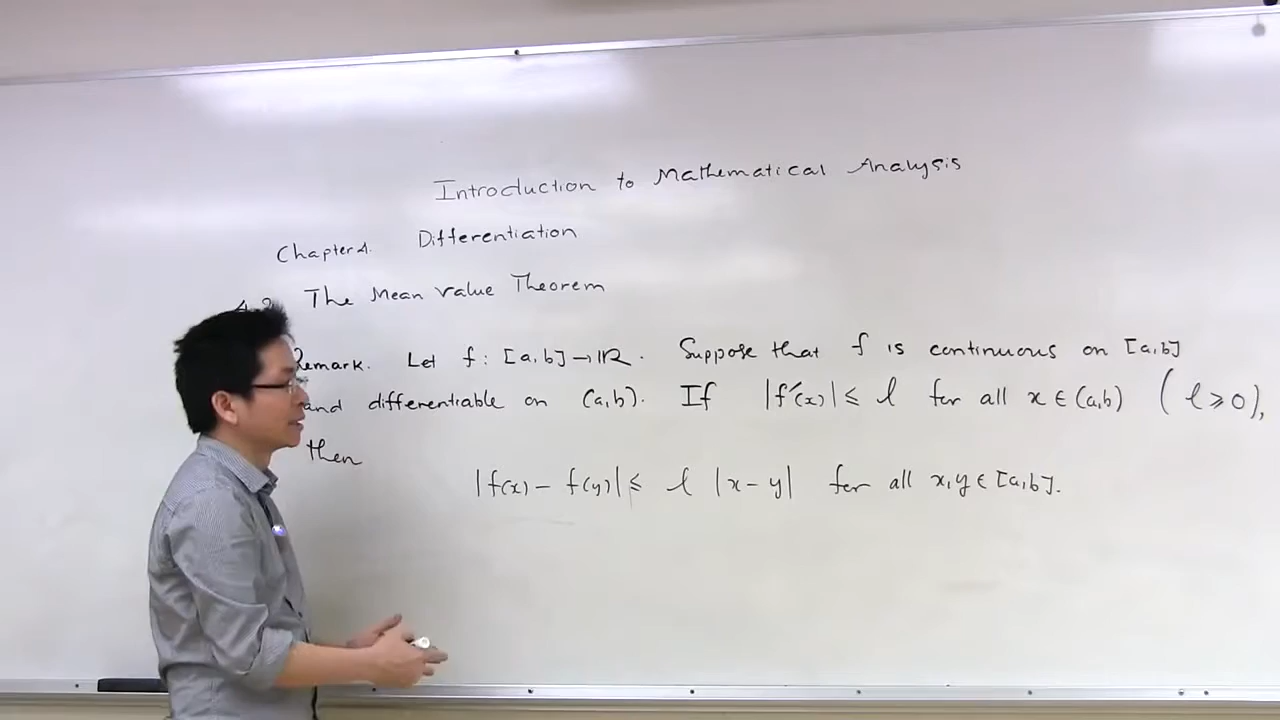 Introduction to Mathematical Analysis
Chapter 4. Differentiation
The Mean Value Theorem
Remark. Let f: [a,b] → ℝ. Suppose that f is continuous on [a,b]
and differentiable on (a,b). If |f'(x)| ≤ ℓ for all x ∈ (a,b) (ℓ ≥ 0),
then
|f(x) - f(y)| ≤ ℓ |x-y| for all x,y ∈ [a,b].